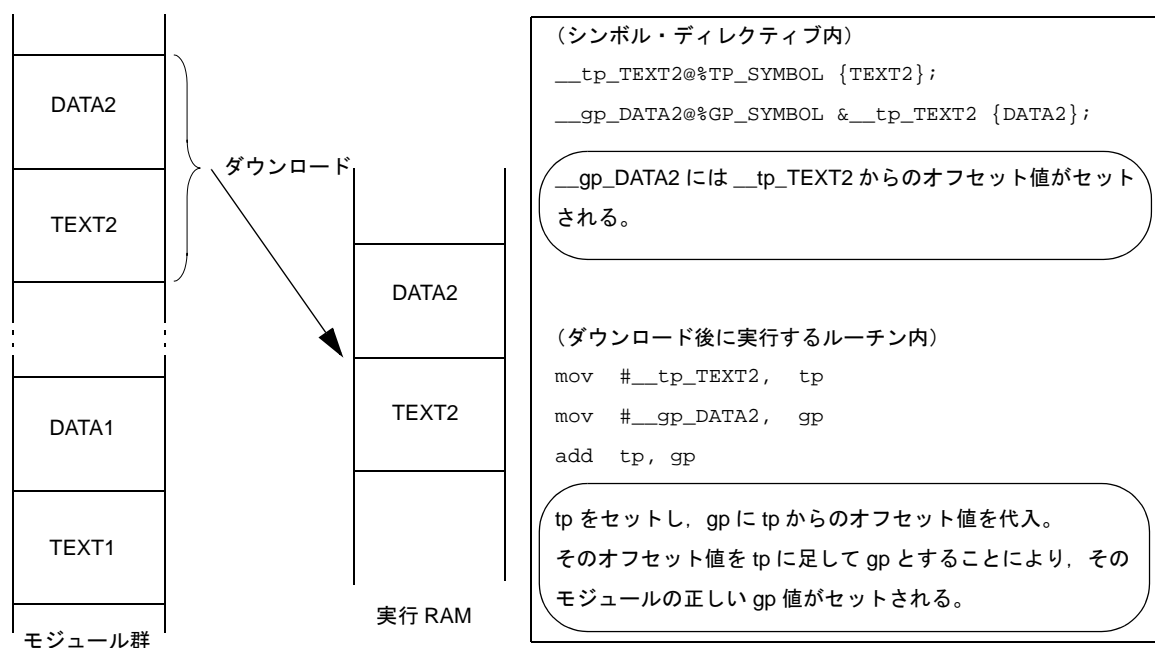 DATA2
TEXT2
DATA1
TEXT1
モジュール群
ダウンロード
DATA2
TEXT2
実行 RAM
（シンボル・ディレクティブ内）
__tp_TEXT2@%TP_SYMBOL {TEXT2};
__gp_DATA2@%GP_SYMBOL &__tp_TEXT2 {DATA2};
__gp_DATA2 には __tp_TEXT2 からのオフセット値がセット
される。
（ダウンロード後に実行するルーチン内）
mov #__tp_TEXT2, tp
mov #__gp_DATA2, gp
add tp, gp
tp をセットし，gp に tp からのオフセット値を代入。
そのオフセット値を tp に足して gp とすることにより，その
モジュールの正しい gp 値がセットされる。